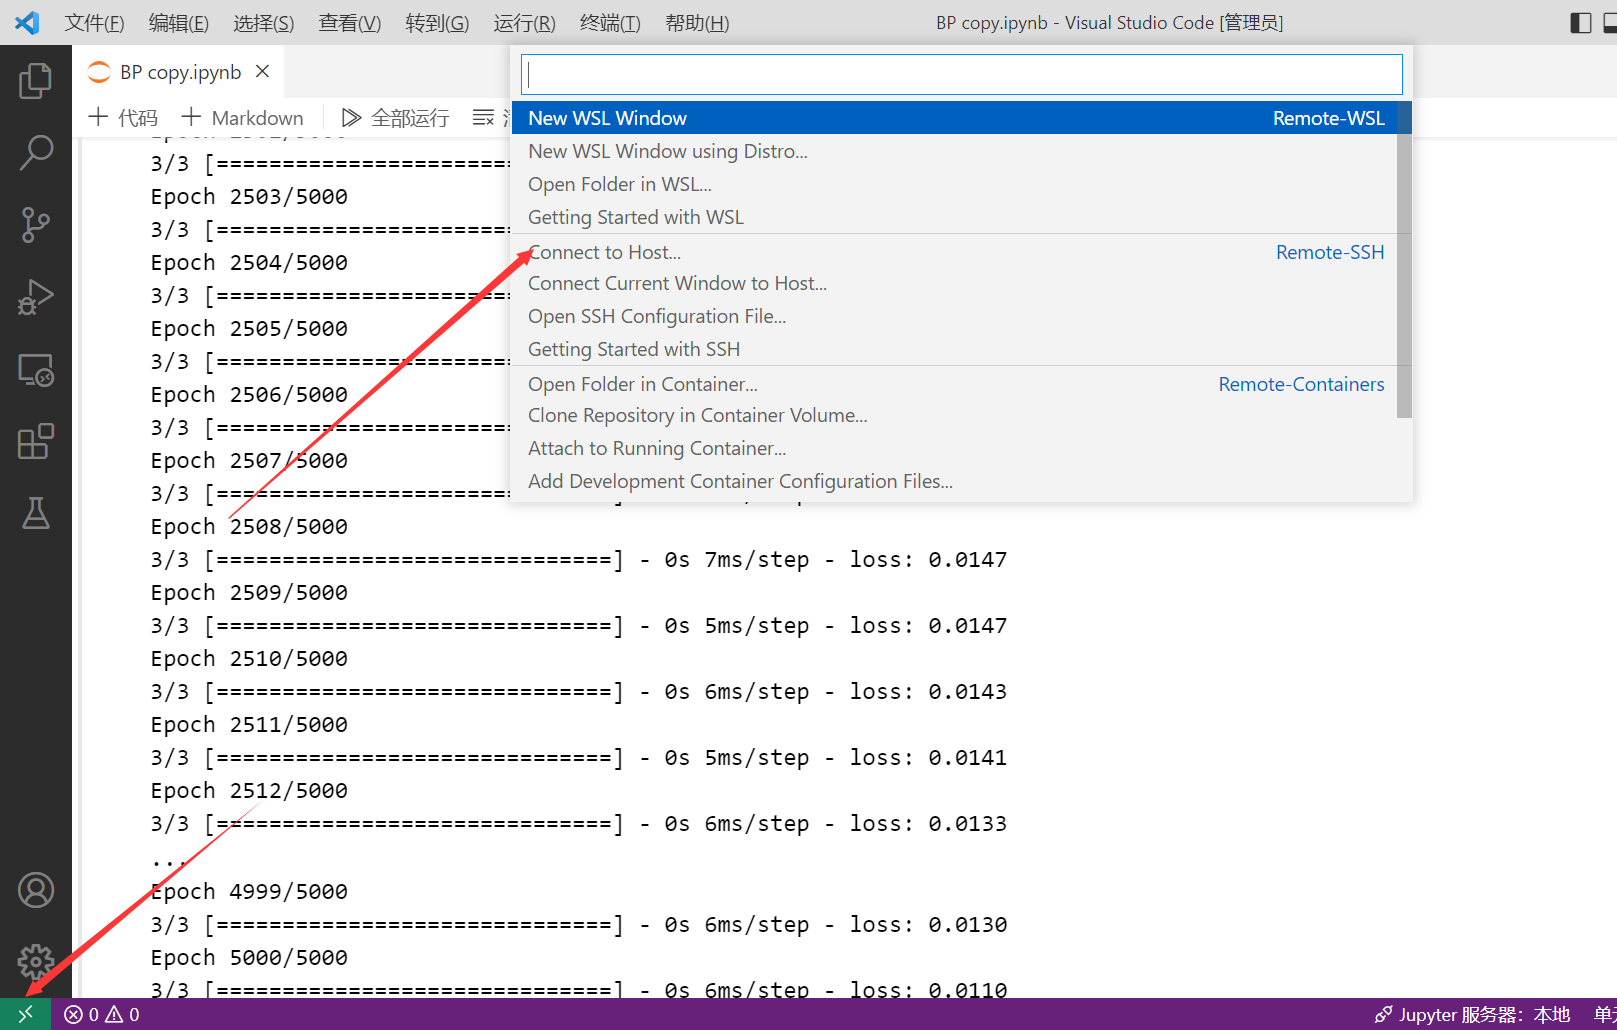 文件(F) 编辑(E) 选择(S) 查看(V) 转到(G) 运行(R) 终端(T) 帮助(H) BP copy.ipynb - Visual Studio Code [管理员]
BP copy.ipynb
代码 Markdown 全部运行
New WSL Window Remote-WSL
New WSL Window using Distro...
Open Folder in WSL...
Getting Started with WSL
Connect to Host... Remote-SSH
Connect Current Window to Host...
Open SSH Configuration File...
Getting Started with SSH
Open Folder in Container... Remote-Containers
Clone Repository in Container Volume...
Attach to Running Container...
Add Development Container Configuration Files...
3/3 [=======================
Epoch 2503/5000
3/3 [=======================
Epoch 2504/5000
3/3 [=======================
Epoch 2505/5000
3/3 [=======================
Epoch 2506/5000
3/3 [=======================
Epoch 2507/5000
3/3 [==============================]
Epoch 2508/5000
3/3 [==============================] - 0s 7ms/step - loss: 0.0147
Epoch 2509/5000
3/3 [==============================] - 0s 5ms/step - loss: 0.0147
Epoch 2510/5000
3/3 [==============================] - 0s 6ms/step - loss: 0.0143
Epoch 2511/5000
3/3 [==============================] - 0s 5ms/step - loss: 0.0141
Epoch 2512/5000
3/3 [==============================] - 0s 6ms/step - loss: 0.0133
...
Epoch 4999/5000
3/3 [==============================] - 0s 6ms/step - loss: 0.0130
Epoch 5000/5000
3/3 [==============================] - 0s 6ms/step - loss: 0.0110
0 0 Jupyter 服务器: 本地